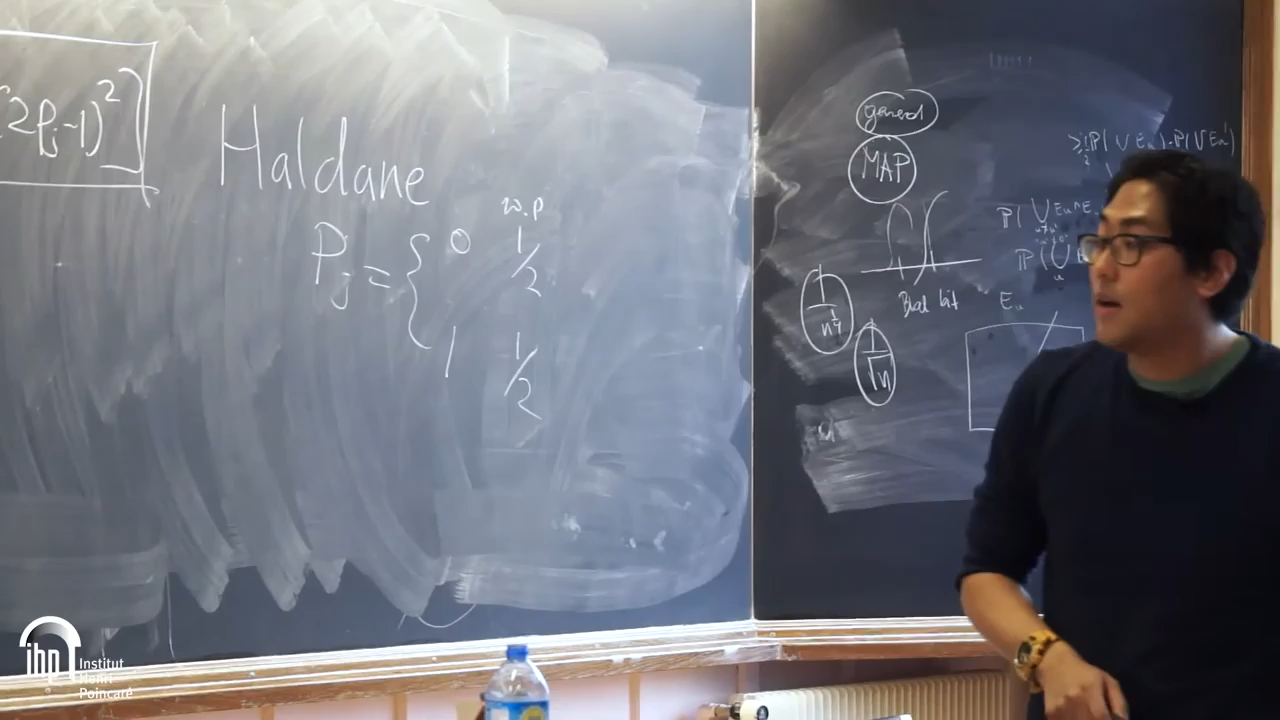 (2P_j-1)^2]
Haldane
w.p
P_j = { 0 1/2
1 1/2
general
MAP
Bad bit
E_u
1/n^{1/4}
1/√n
ihp Institut
Henri
Poincaré